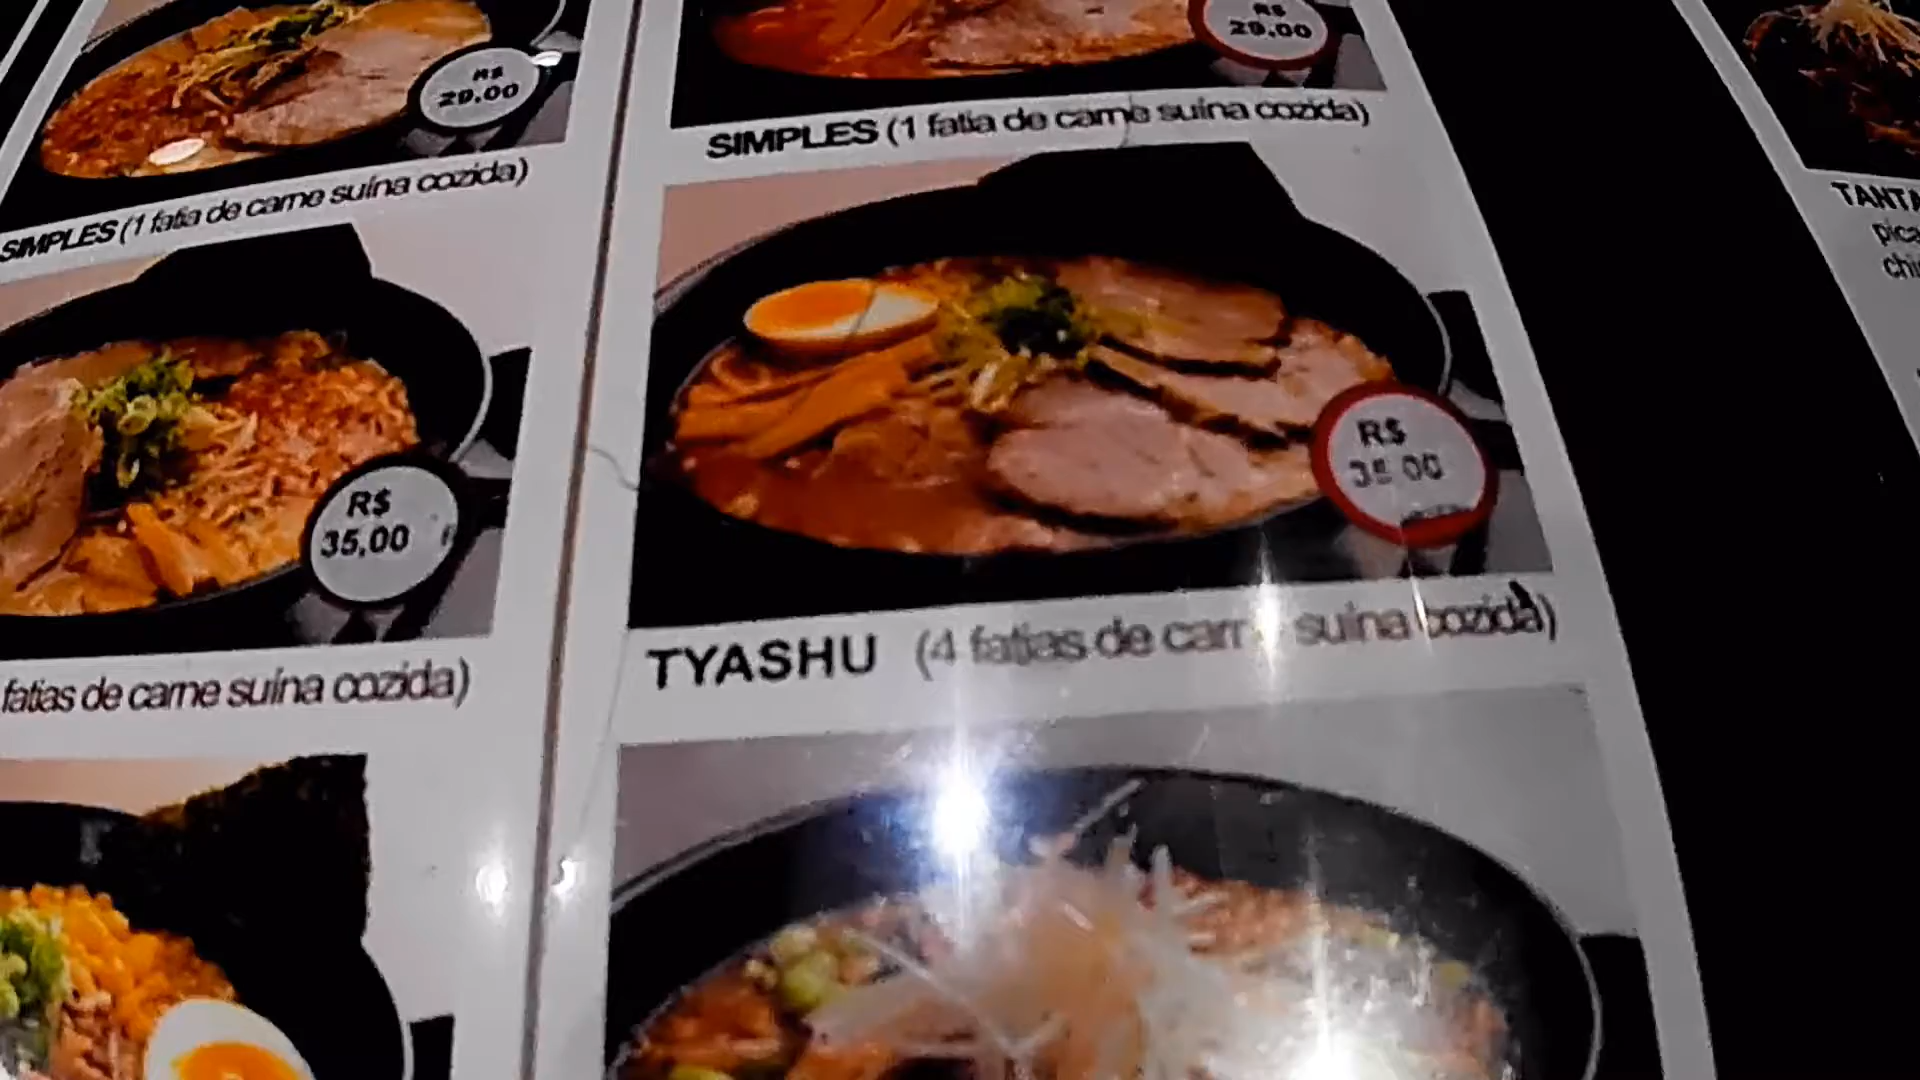 R$
29,00
SIMPLES (1 fatia de carne suína cozida)
R$
35,00
fatias de carne suína cozida)
R$
29,00
SIMPLES (1 fatia de carne suína cozida)
R$
35,00
TYASHU (4 fatias de carne suína cozida)
TANTA
pica